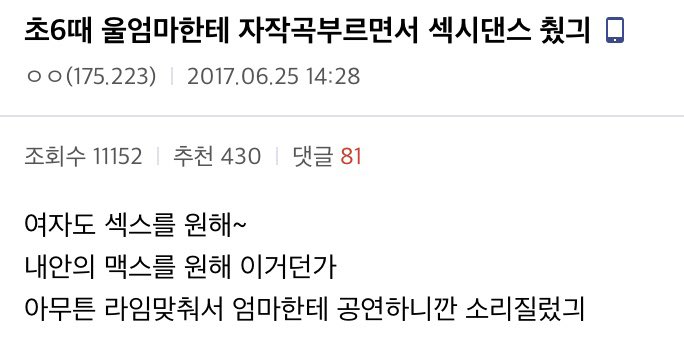 초6때 울엄마한테 자작곡부르면서 섹시댄스 췄긔
ㅇㅇ(175.223) | 2017.06.25 14:28
조회수 11152 | 추천 430 | 댓글 81
여자도 섹스를 원해~
내안의 맥스를 원해 이거던가
아무튼 라임맞춰서 엄마한테 공연하니깐 소리질렀긔